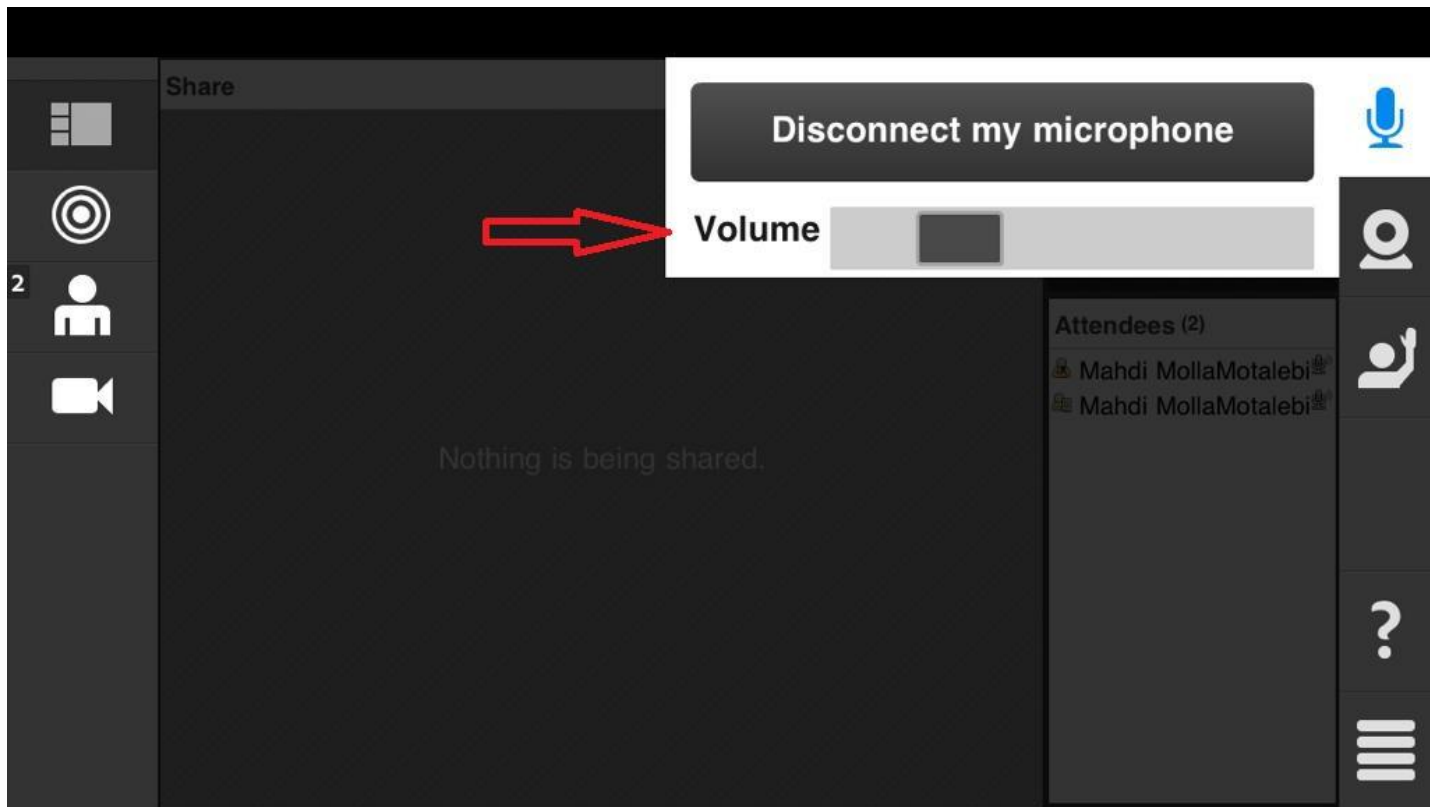 Share
Disconnect my microphone
Volume
2
Attendees (2)
Mahdi MollaMotalebi
Mahdi MollaMotalebi
Nothing is being shared.
?